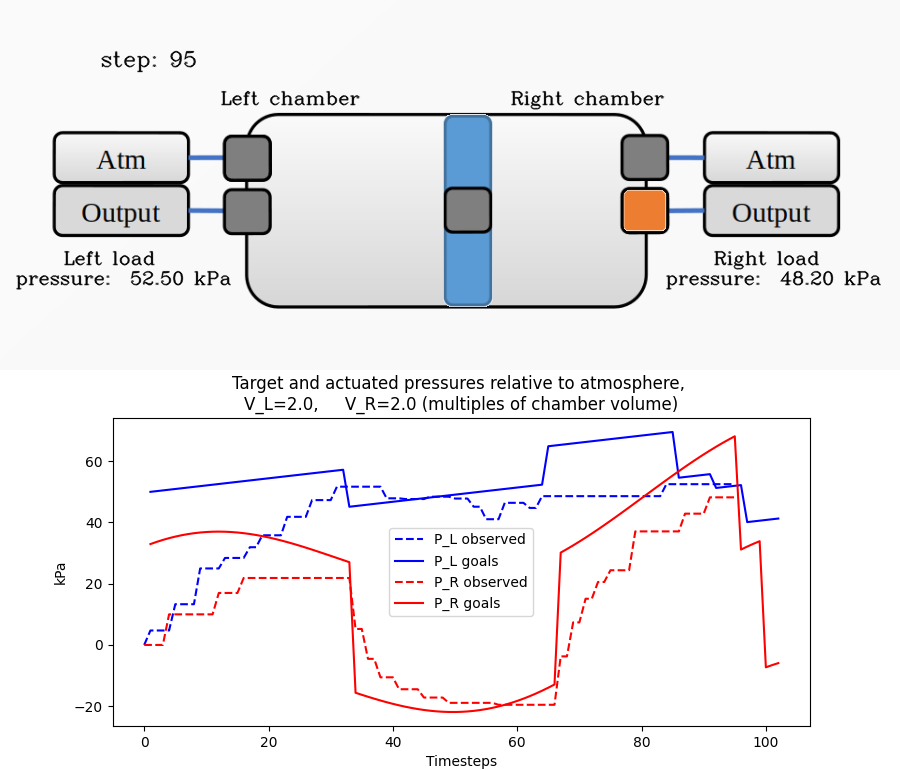 step: 95
Left chamber
Right chamber
Atm
Atm
Output
Output
Left load
pressure: 52.50 kPa
Right load
pressure: 48.20 kPa
Target and actuated pressures relative to atmosphere,
V_L=2.0, V_R=2.0 (multiples of chamber volume)
60
40
20
0
−20
kPa
P_L observed
P_L goals
P_R observed
P_R goals
0 20 40 60 80 100
Timesteps